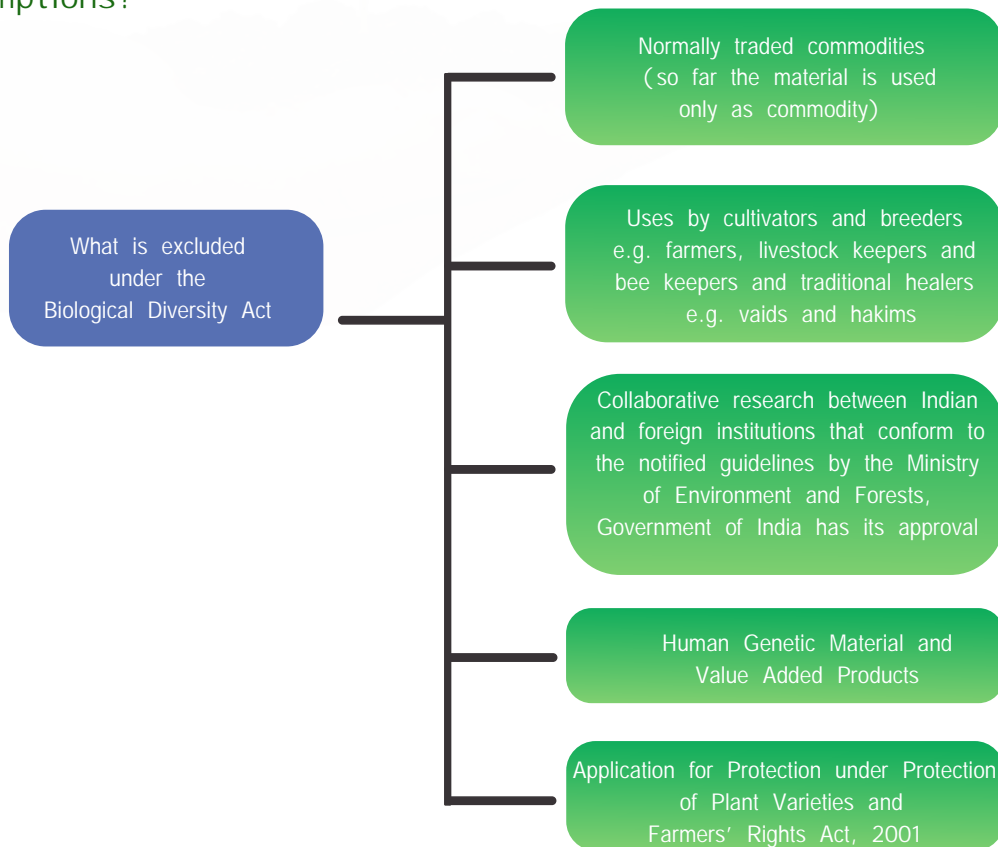 What is excluded
under the
Biological Diversity Act
Normally traded commodities
(so far the material is used
only as commodity)
Uses by cultivators and breeders
e.g. farmers, livestock keepers and
bee keepers and traditional healers
e.g. vaids and hakims
Collaborative research between Indian
and foreign institutions that conform to
the notified guidelines by the Ministry
of Environment and Forests,
Government of India has its approval
Human Genetic Material and
Value Added Products
Application for Protection under Protection
of Plant Varieties and
Farmers' Rights Act, 2001